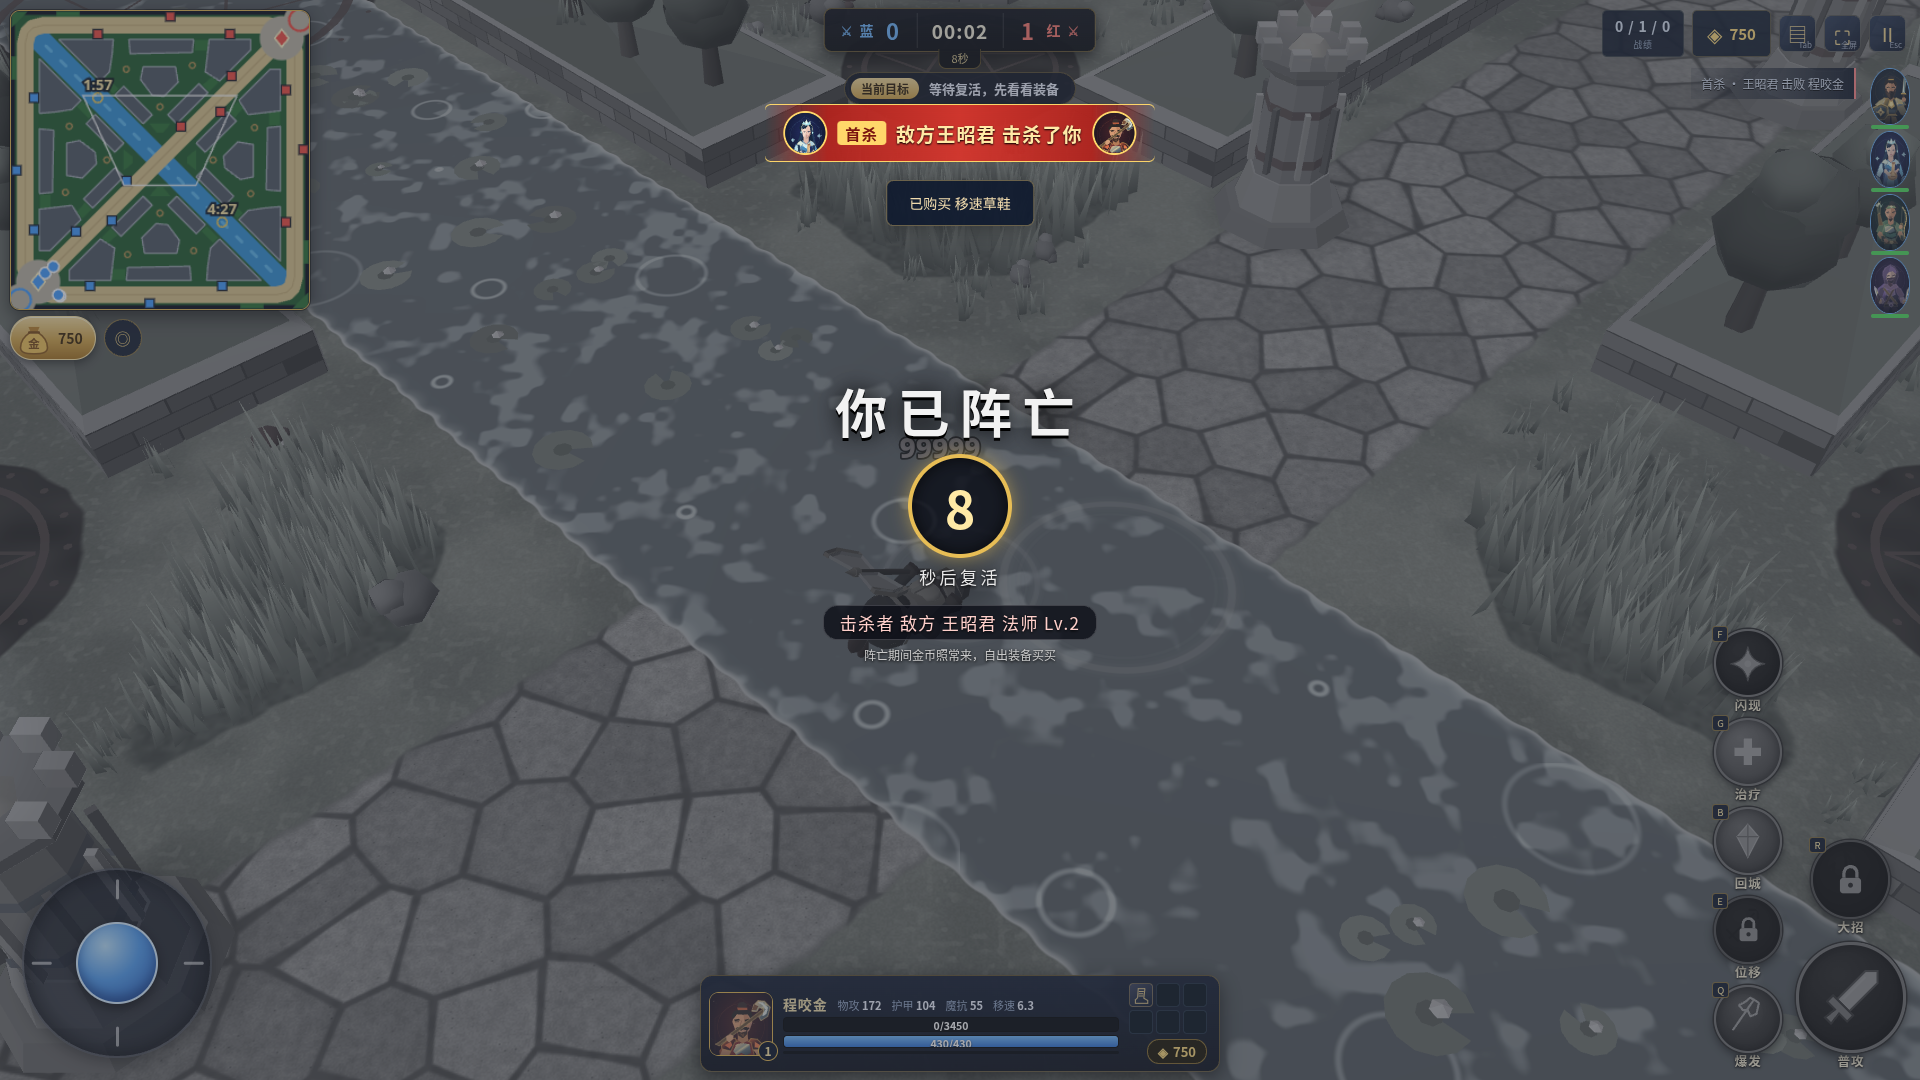 蓝 0 00:02 1 红
8秒
当前目标 等待复活，先看看装备
首杀 敌方王昭君 击杀了你
已购买 移速草鞋
1:57
4:27
金 750
0 / 1 / 0
战绩
750
Tab
全屏
Esc
首杀 · 王昭君 击败 程咬金
你已阵亡
99999
8
秒后复活
击杀者 敌方 王昭君 法师 Lv.2
阵亡期间金币照常来，自出装备买买
F
闪现
G
治疗
B
回城
E
位移
Q
爆发
R
大招
普攻
程咬金 物攻 172 护甲 104 魔抗 55 移速 6.3
0/3450
430/430
1
750